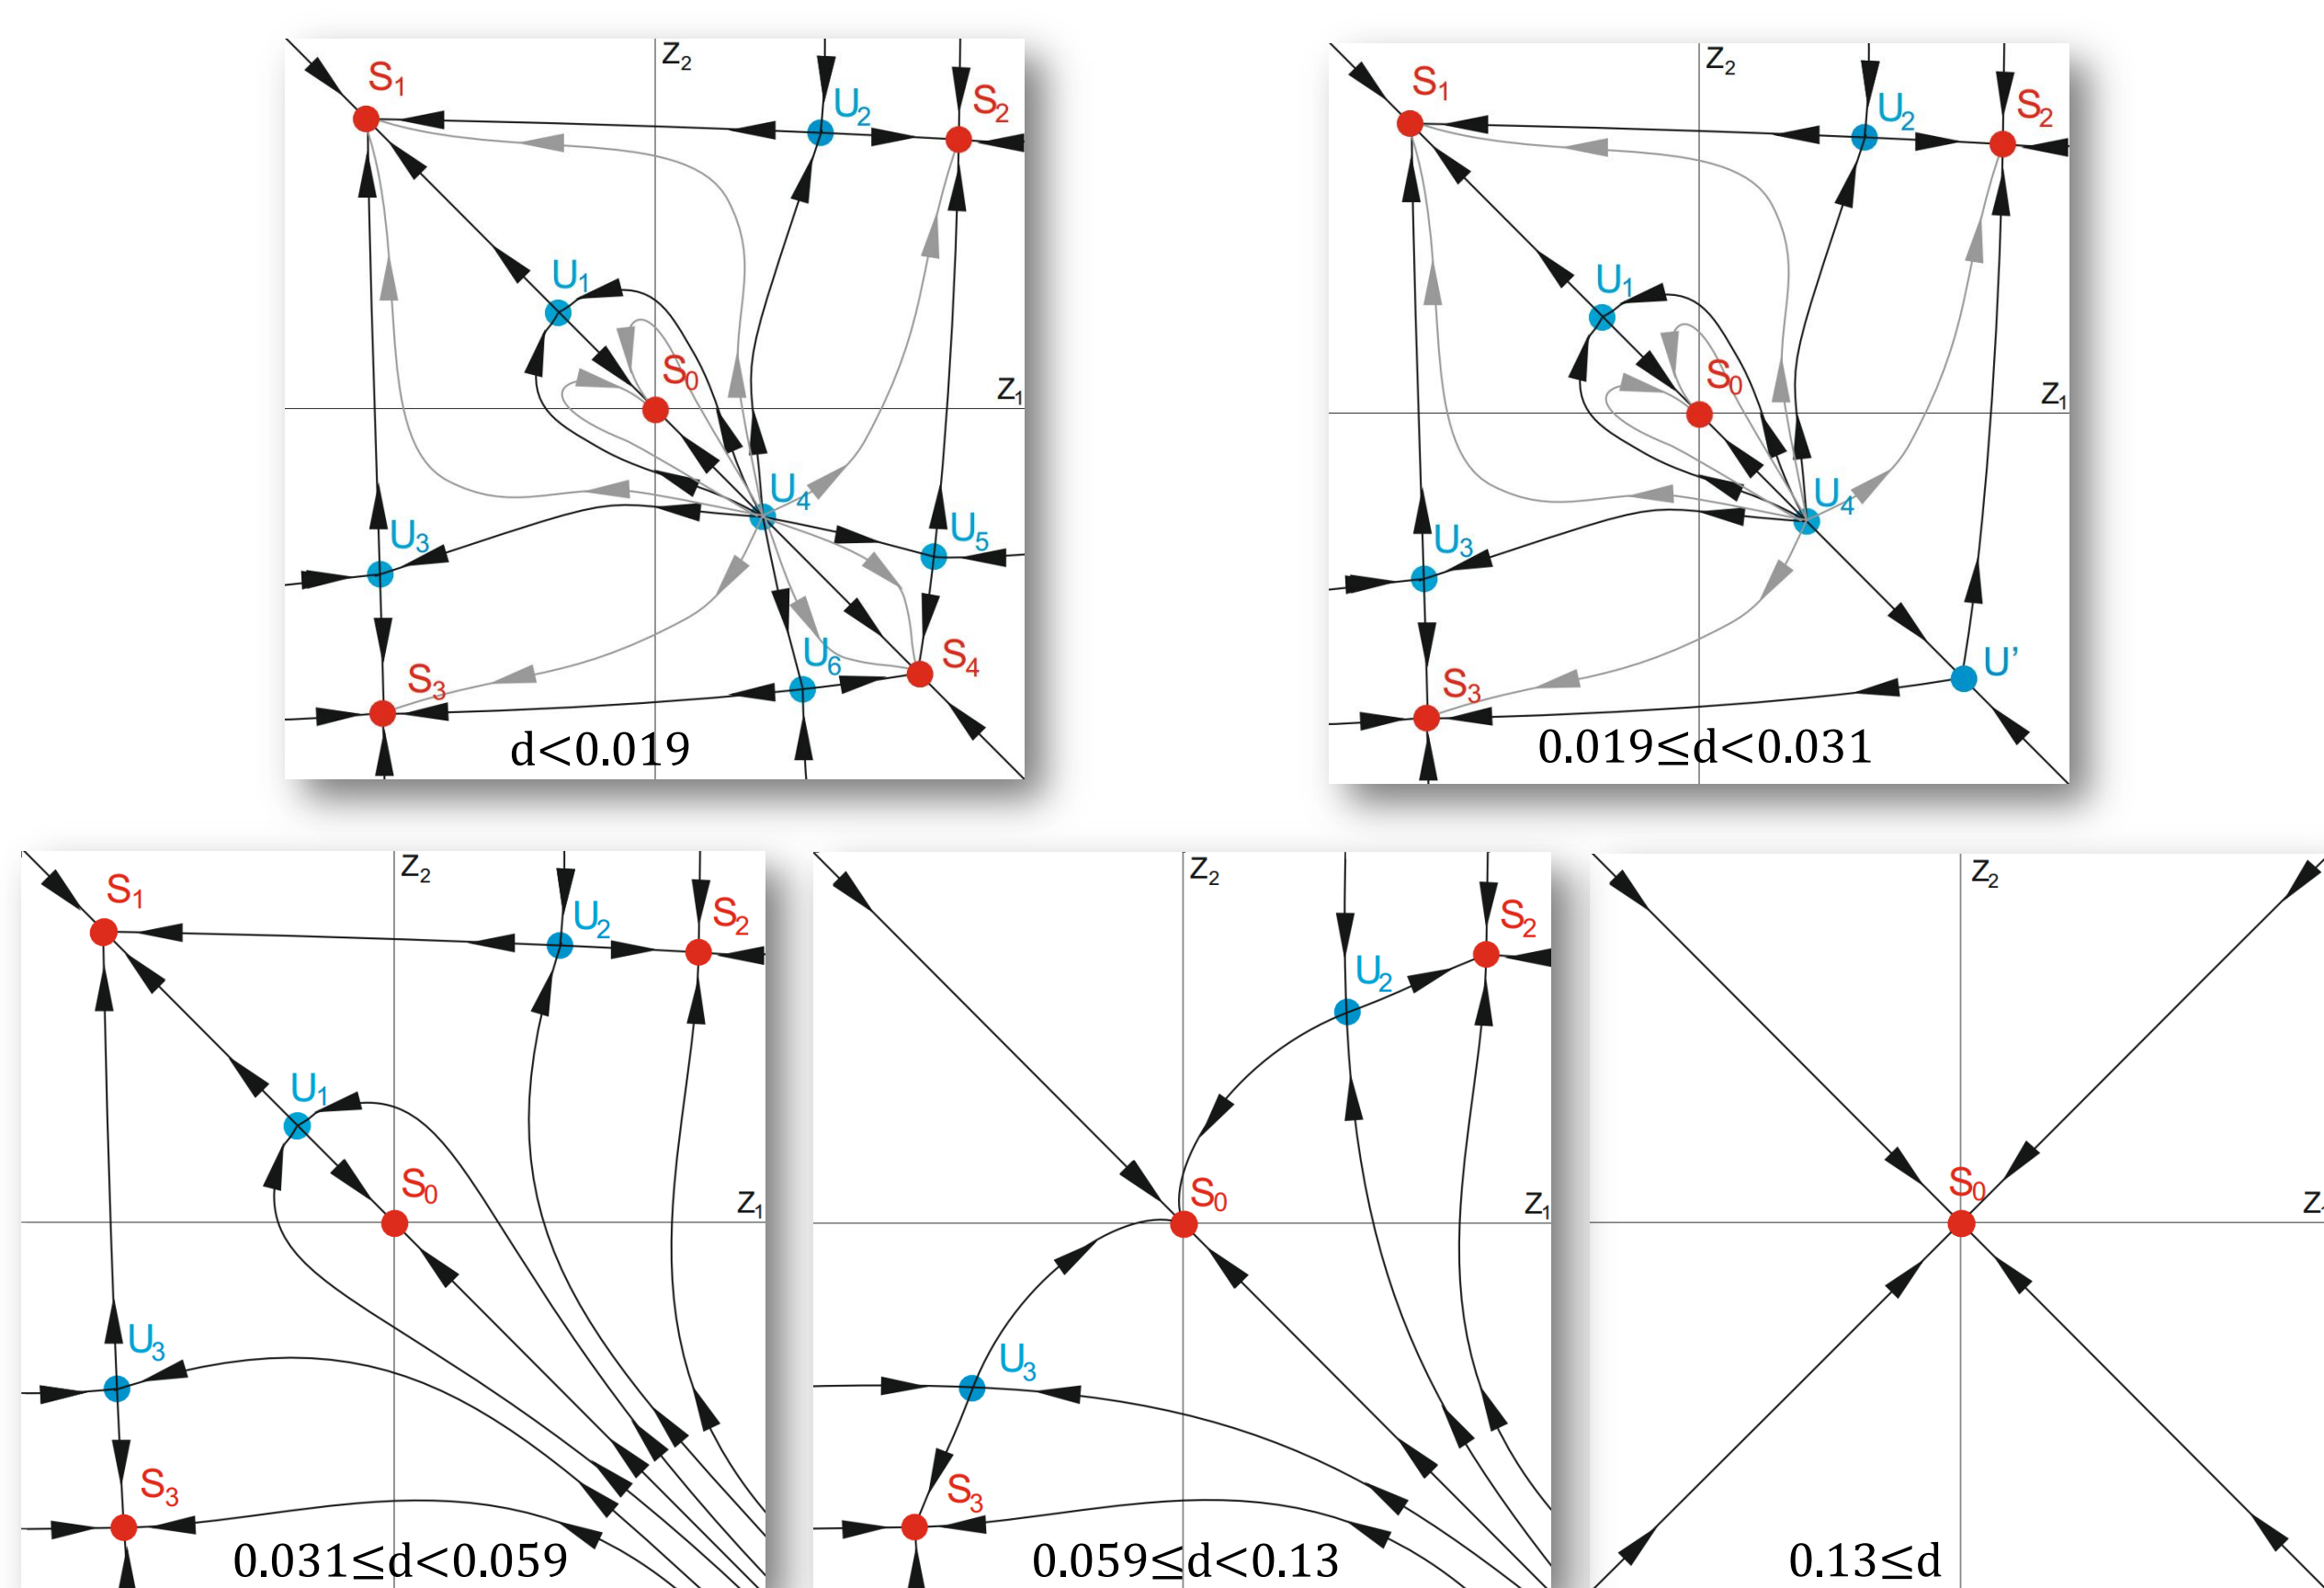 Z2
S1
U2
S2
U1
S0
Z1
U4
U5
U3
U6
S4
S3
d<0.019
Z2
S1
U2
S2
U1
S0
Z1
U4
U3
U'
S3
0.019≤d<0.031
Z2
S1
U2
S2
U1
S0
Z1
U3
S3
0.031≤d<0.059
Z2
S2
U2
S0
Z1
U3
S3
0.059≤d<0.13
Z2
S0
0.13≤d